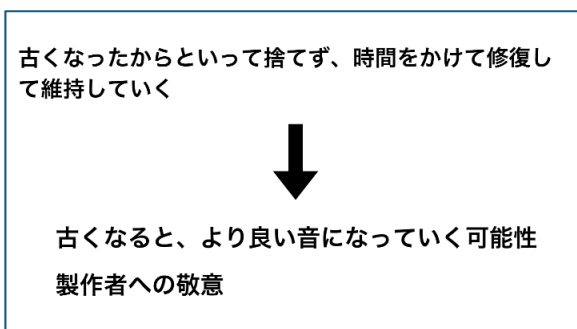 古くなったからといって捨てず、時間をかけて修復し
て維持していく
古くなると、より良い音になっていく可能性
製作者への敬意